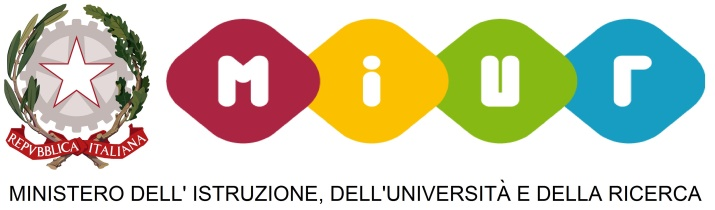 MiUr
REPVBBLICA ITALIANA
MINISTERO DELL' ISTRUZIONE, DELL'UNIVERSITÀ E DELLA RICERCA